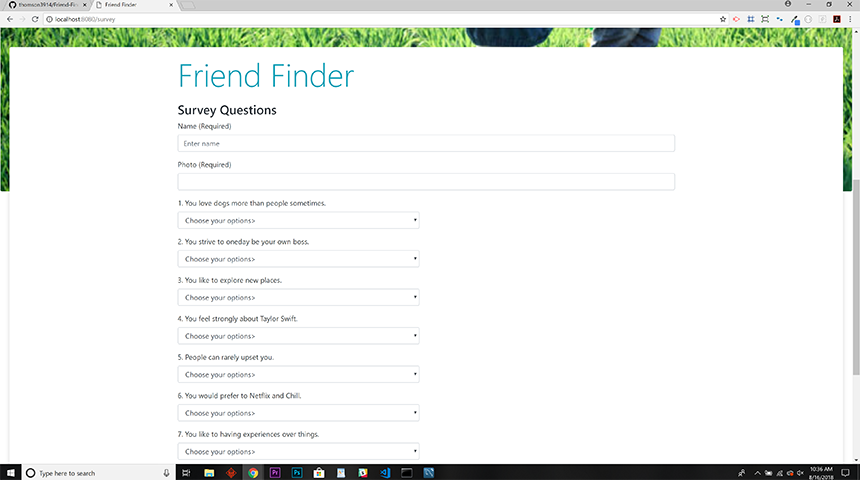 thomson3914/Friend-Fin
Friend Finder
localhost:8080/survey
Friend Finder
Survey Questions
Name (Required)
Enter name
Photo (Required)
1. You love dogs more than people sometimes.
Choose your options>
2. You strive to oneday be your own boss.
Choose your options>
3. You like to explore new places.
Choose your options>
4. You feel strongly about Taylor Swift.
Choose your options>
5. People can rarely upset you.
Choose your options>
6. You would prefer to Netflix and Chill.
Choose your options>
7. You like to having experiences over things.
Choose your options>
Type here to search
Pr
Ps
10:36 AM
8/16/2018